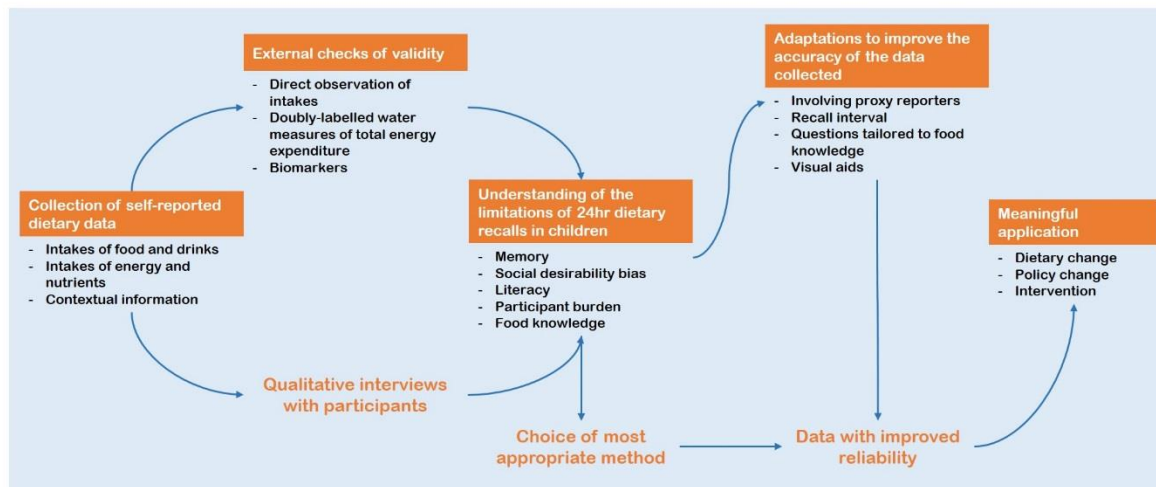 External checks of validity
- Direct observation of
intakes
- Doubly-labelled water
measures of total energy
expenditure
- Biomarkers
Adaptations to improve the
accuracy of the data
collected
- Involving proxy reporters
- Recall interval
- Questions tailored to food
knowledge
- Visual aids
Collection of self-reported
dietary data
- Intakes of food and drinks
- Intakes of energy and
nutrients
- Contextual information
Understanding of the
limitations of 24hr dietary
recalls in children
- Memory
- Social desirability bias
- Literacy
- Participant burden
- Food knowledge
Meaningful
application
- Dietary change
- Policy change
- Intervention
Qualitative interviews
with participants
Choice of most
appropriate method
Data with improved
reliability